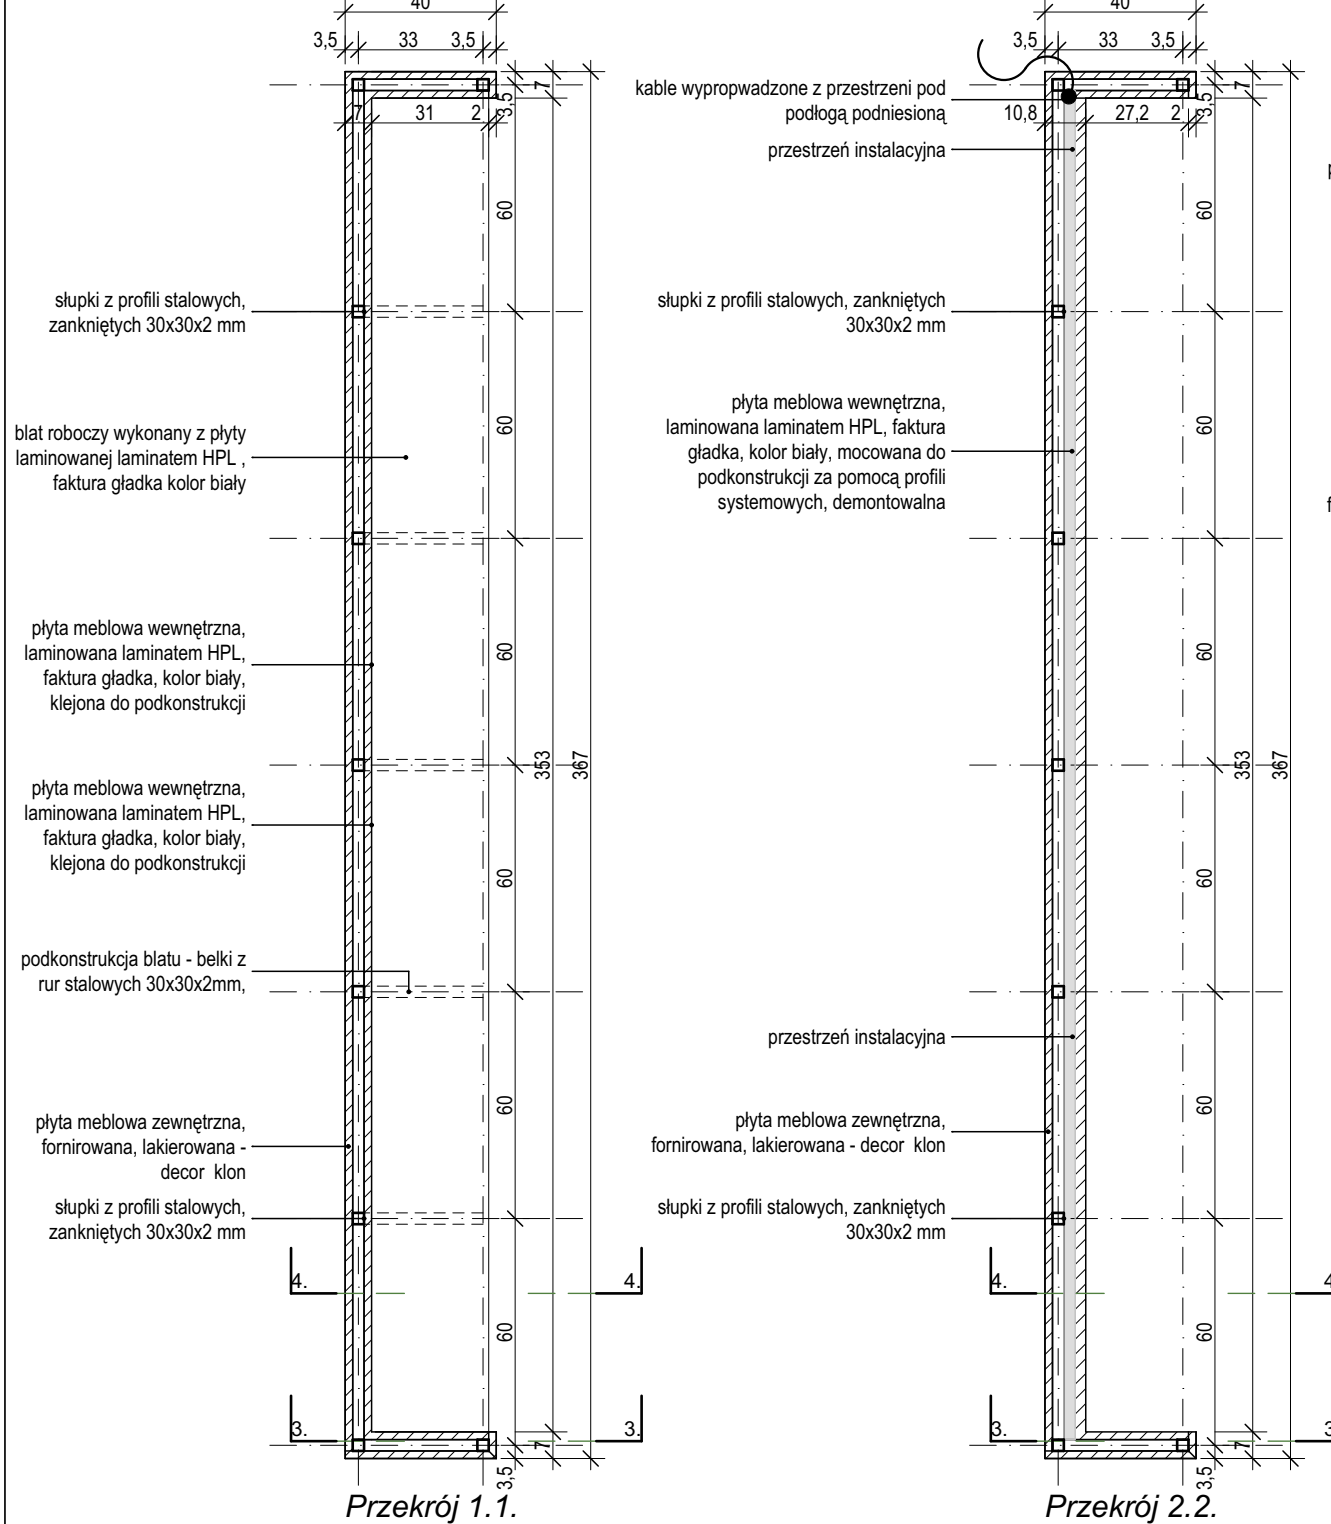 40
3,5 33 3,5
7 31 2
3,5
7
60
słupki z profili stalowych,
zankniętych 30x30x2 mm
60
blat roboczy wykonany z płyty
laminowanej laminatem HPL ,
faktura gładka kolor biały
60
płyta meblowa wewnętrzna,
laminowana laminatem HPL,
faktura gładka, kolor biały,
klejona do podkonstrukcji
353
367
płyta meblowa wewnętrzna,
laminowana laminatem HPL,
faktura gładka, kolor biały,
klejona do podkonstrukcji
60
podkonstrukcja blatu - belki z
rur stalowych 30x30x2mm,
60
płyta meblowa zewnętrzna,
fornirowana, lakierowana -
decor klon
słupki z profili stalowych,
zankniętych 30x30x2 mm
4. 4.
60
3. 3.
7
3,5
Przekrój 1.1.
40
3,5 33 3,5
kable wypropwadzone z przestrzeni pod
podłogą podniesioną
10,8 27,2 2
3,5
7
przestrzeń instalacyjna
60
słupki z profili stalowych, zankniętych
30x30x2 mm
60
płyta meblowa wewnętrzna,
laminowana laminatem HPL, faktura
gładka, kolor biały, mocowana do
podkonstrukcji za pomocą profili
systemowych, demontowalna
60
353
367
60
przestrzeń instalacyjna
60
płyta meblowa zewnętrzna,
fornirowana, lakierowana - decor klon
słupki z profili stalowych, zankniętych
30x30x2 mm
4. 4
60
3. 3
7
3,5
Przekrój 2.2.